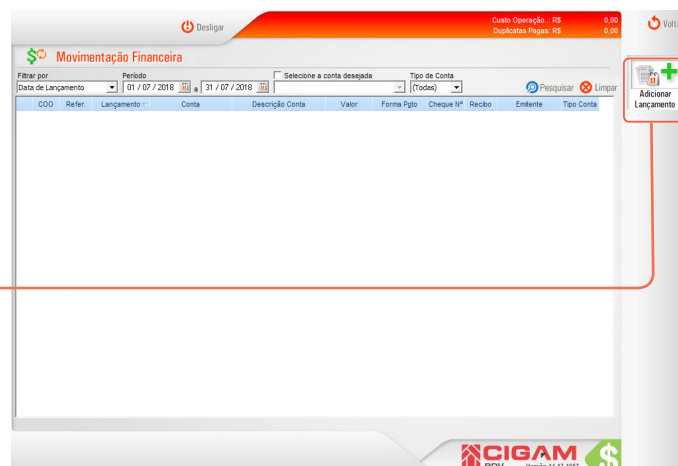 Desligar
Custo Operação..: R$ 0,00
Duplicatas Pagas: R$ 0,00
Movimentação Financeira
Filtrar por Período Selecione a conta desejada Tipo de Conta
Data de Lançamento 01 / 07 / 2018 a 31 / 07 / 2018 (Todas) Pesquisar Limpar
COO Refer. Lançamento Conta Descrição Conta Valor Forma Pgto Cheque Nº Recibo Emitente Tipo Conta
Adicionar
Lançamento
CIGAM
PDV